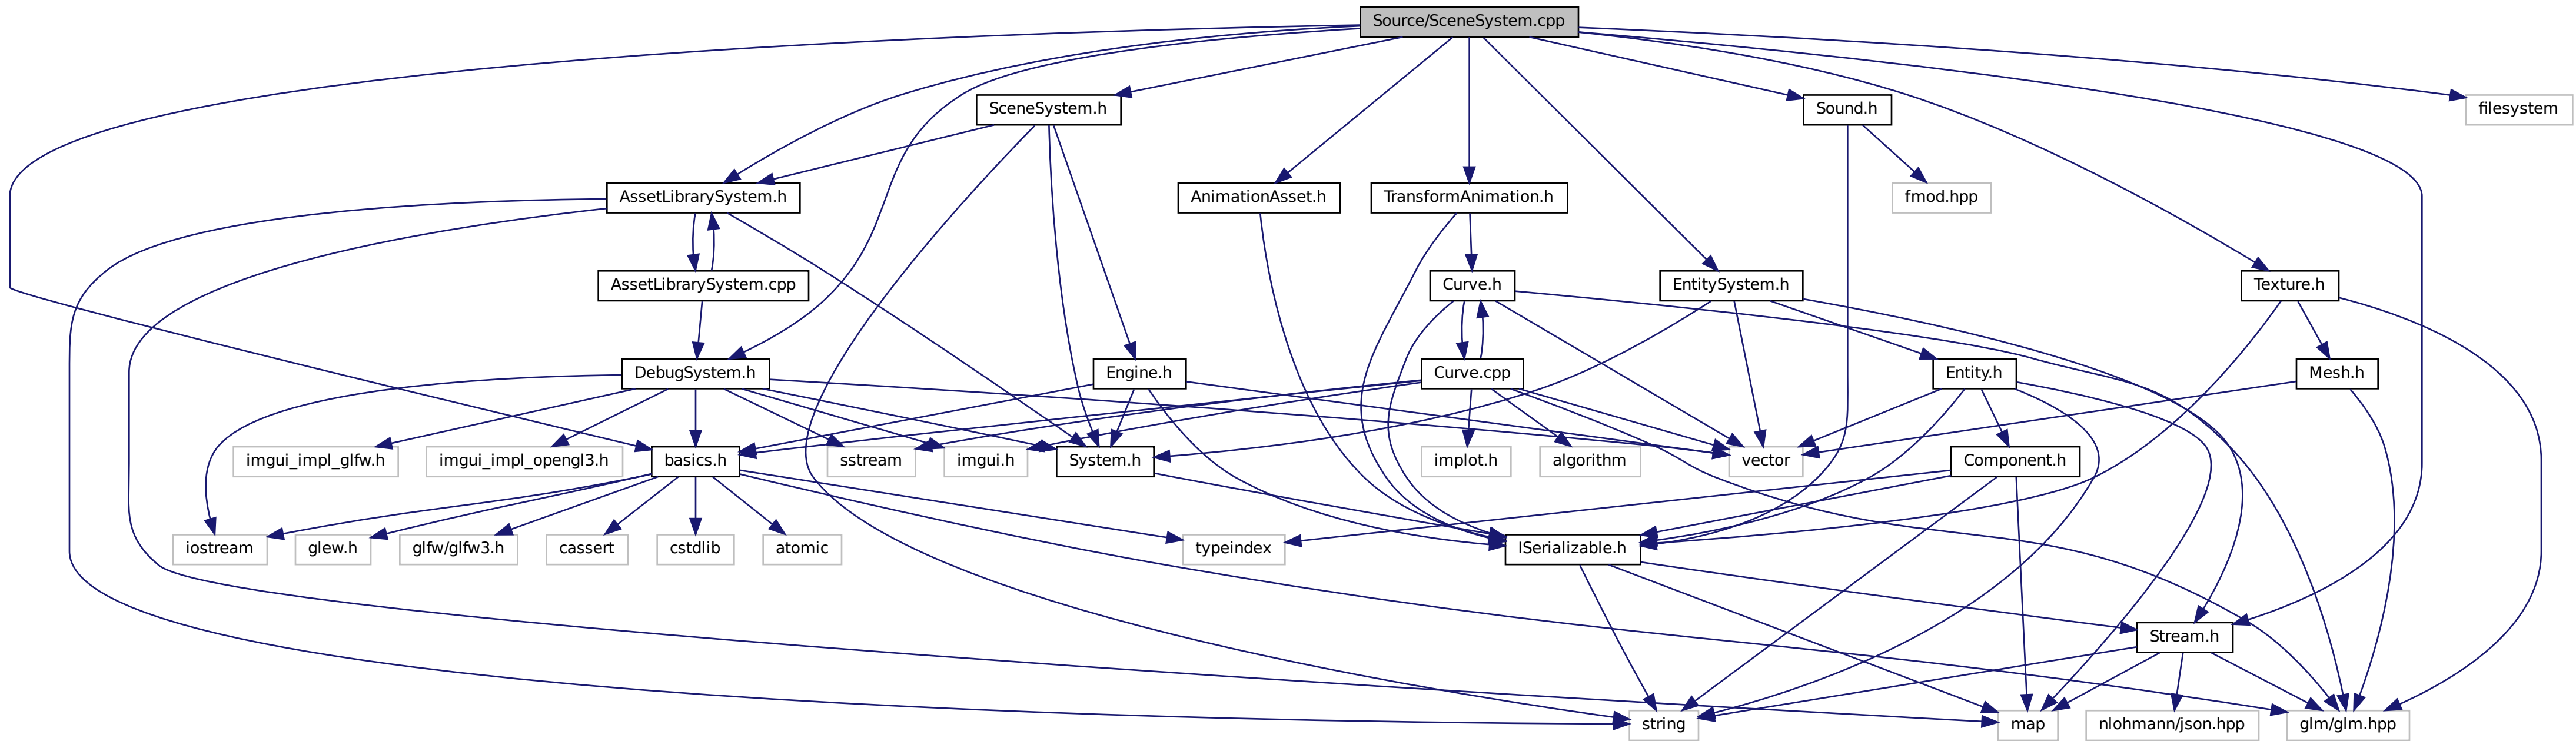 Source/SceneSystem.cpp
SceneSystem.h
Sound.h
filesystem
AssetLibrarySystem.h
AnimationAsset.h
TransformAnimation.h
fmod.hpp
AssetLibrarySystem.cpp
Curve.h
EntitySystem.h
Texture.h
DebugSystem.h
Engine.h
Curve.cpp
Entity.h
Mesh.h
imgui_impl_glfw.h
imgui_impl_opengl3.h
basics.h
sstream
imgui.h
System.h
implot.h
algorithm
vector
Component.h
iostream
glew.h
glfw/glfw3.h
cassert
cstdlib
atomic
typeindex
ISerializable.h
Stream.h
string
map
nlohmann/json.hpp
glm/glm.hpp